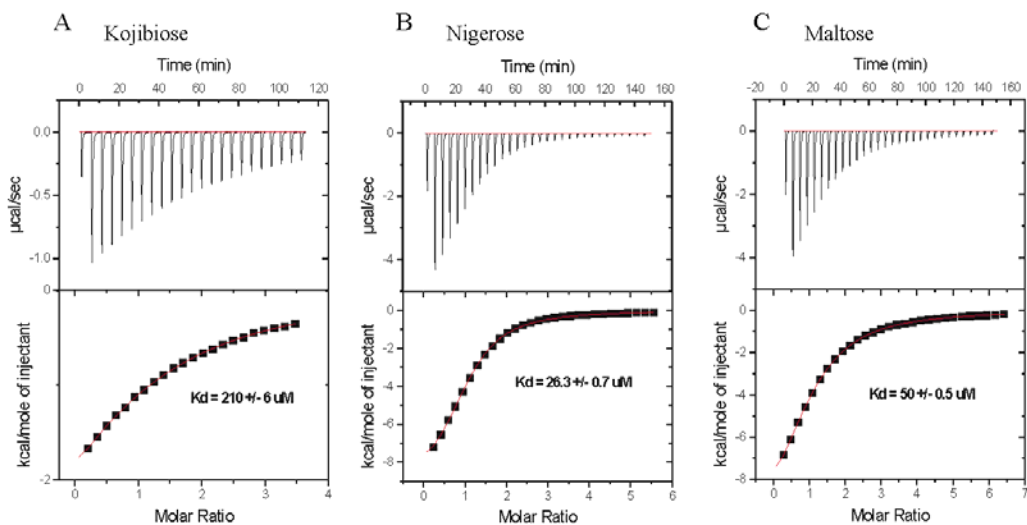 A Kojibiose
Time (min)
0 20 40 60 80 100 120
0.0
-0.5
-1.0
µcal/sec
0
-2
kcal/mole of injectant
Kd = 210 +/- 6 uM
0 1 2 3 4
Molar Ratio
B Nigerose
Time (min)
0 20 40 60 80 100 120 140 160
0
-2
-4
µcal/sec
0
-2
-4
-6
-8
kcal/mole of injectant
Kd = 26.3 +/- 0.7 uM
0 1 2 3 4 5 6
Molar Ratio
C Maltose
Time (min)
-20 0 20 40 60 80 100 120 140 160
0
-2
-4
µcal/sec
0
-2
-4
-6
-8
kcal/mole of injectant
Kd = 50 +/- 0.5 uM
0 1 2 3 4 5 6 7
Molar Ratio